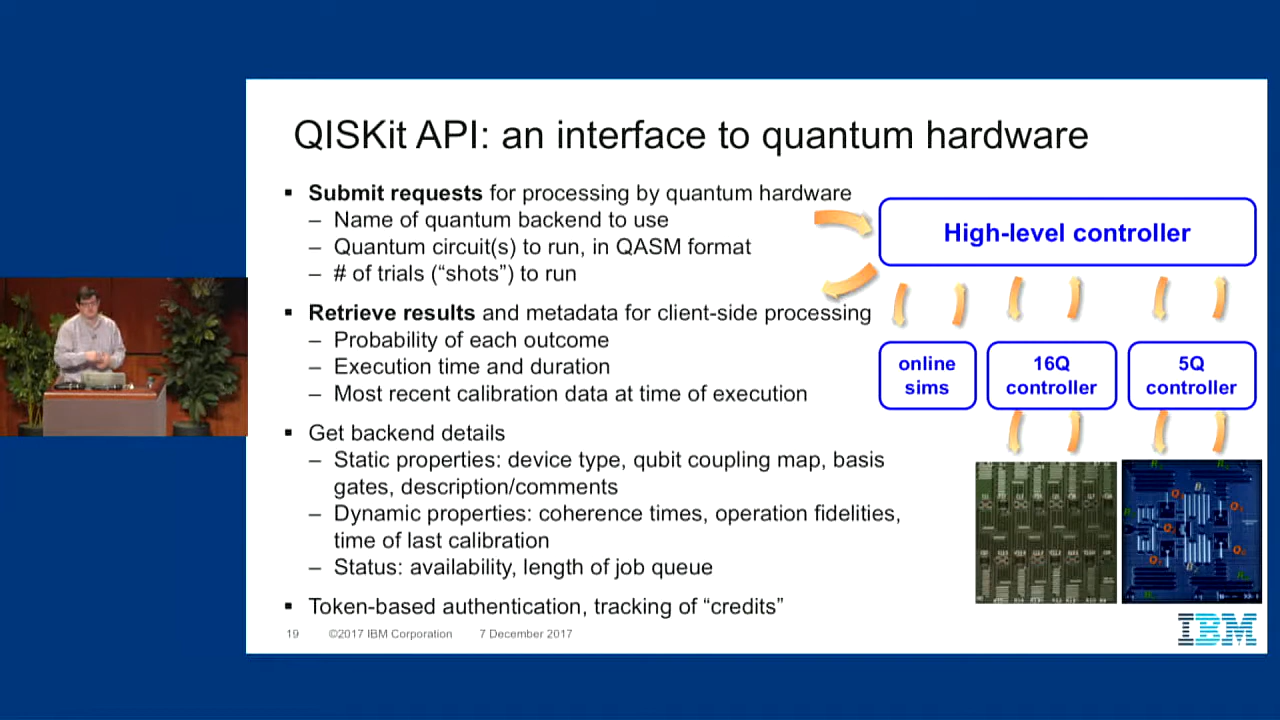 QISKit API: an interface to quantum hardware
▪ Submit requests for processing by quantum hardware
– Name of quantum backend to use
– Quantum circuit(s) to run, in QASM format
– # of trials (“shots”) to run
▪ Retrieve results and metadata for client-side processing
– Probability of each outcome
– Execution time and duration
– Most recent calibration data at time of execution
▪ Get backend details
– Static properties: device type, qubit coupling map, basis
gates, description/comments
– Dynamic properties: coherence times, operation fidelities,
time of last calibration
– Status: availability, length of job queue
▪ Token-based authentication, tracking of “credits”
High-level controller
online
sims
16Q
controller
5Q
controller
19 ©2017 IBM Corporation 7 December 2017
IBM